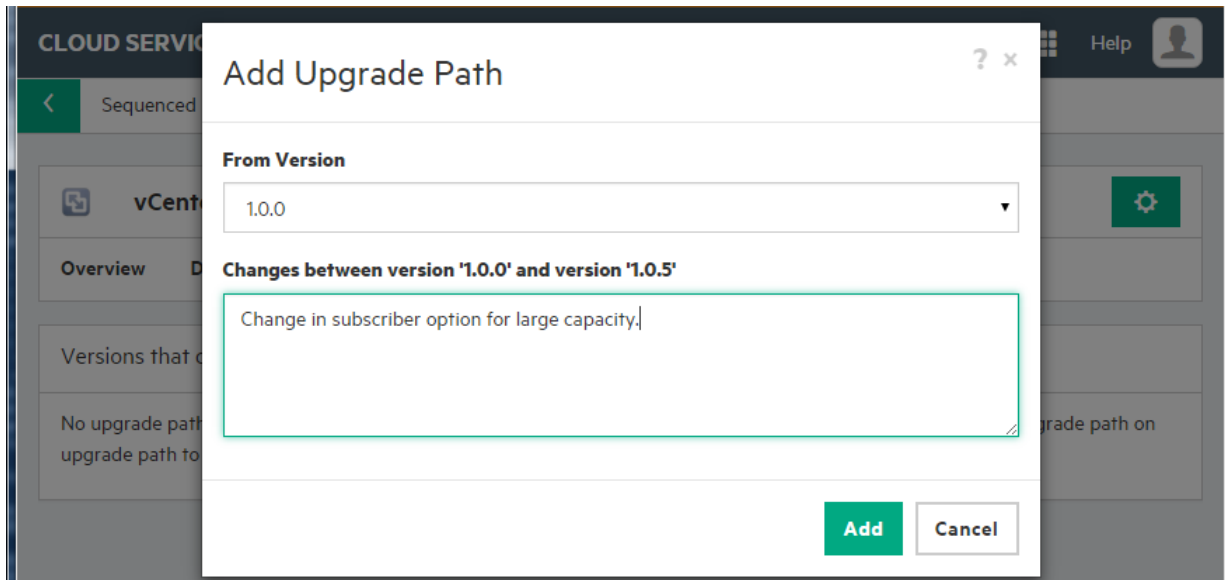 CLOUD SERVIC
Help
Add Upgrade Path
? ×
Sequenced
From Version
1.0.0
vCente
Overview D
Changes between version '1.0.0' and version '1.0.5'
Change in subscriber option for large capacity.
Versions that c
No upgrade path
grade path on
upgrade path to
Add
Cancel